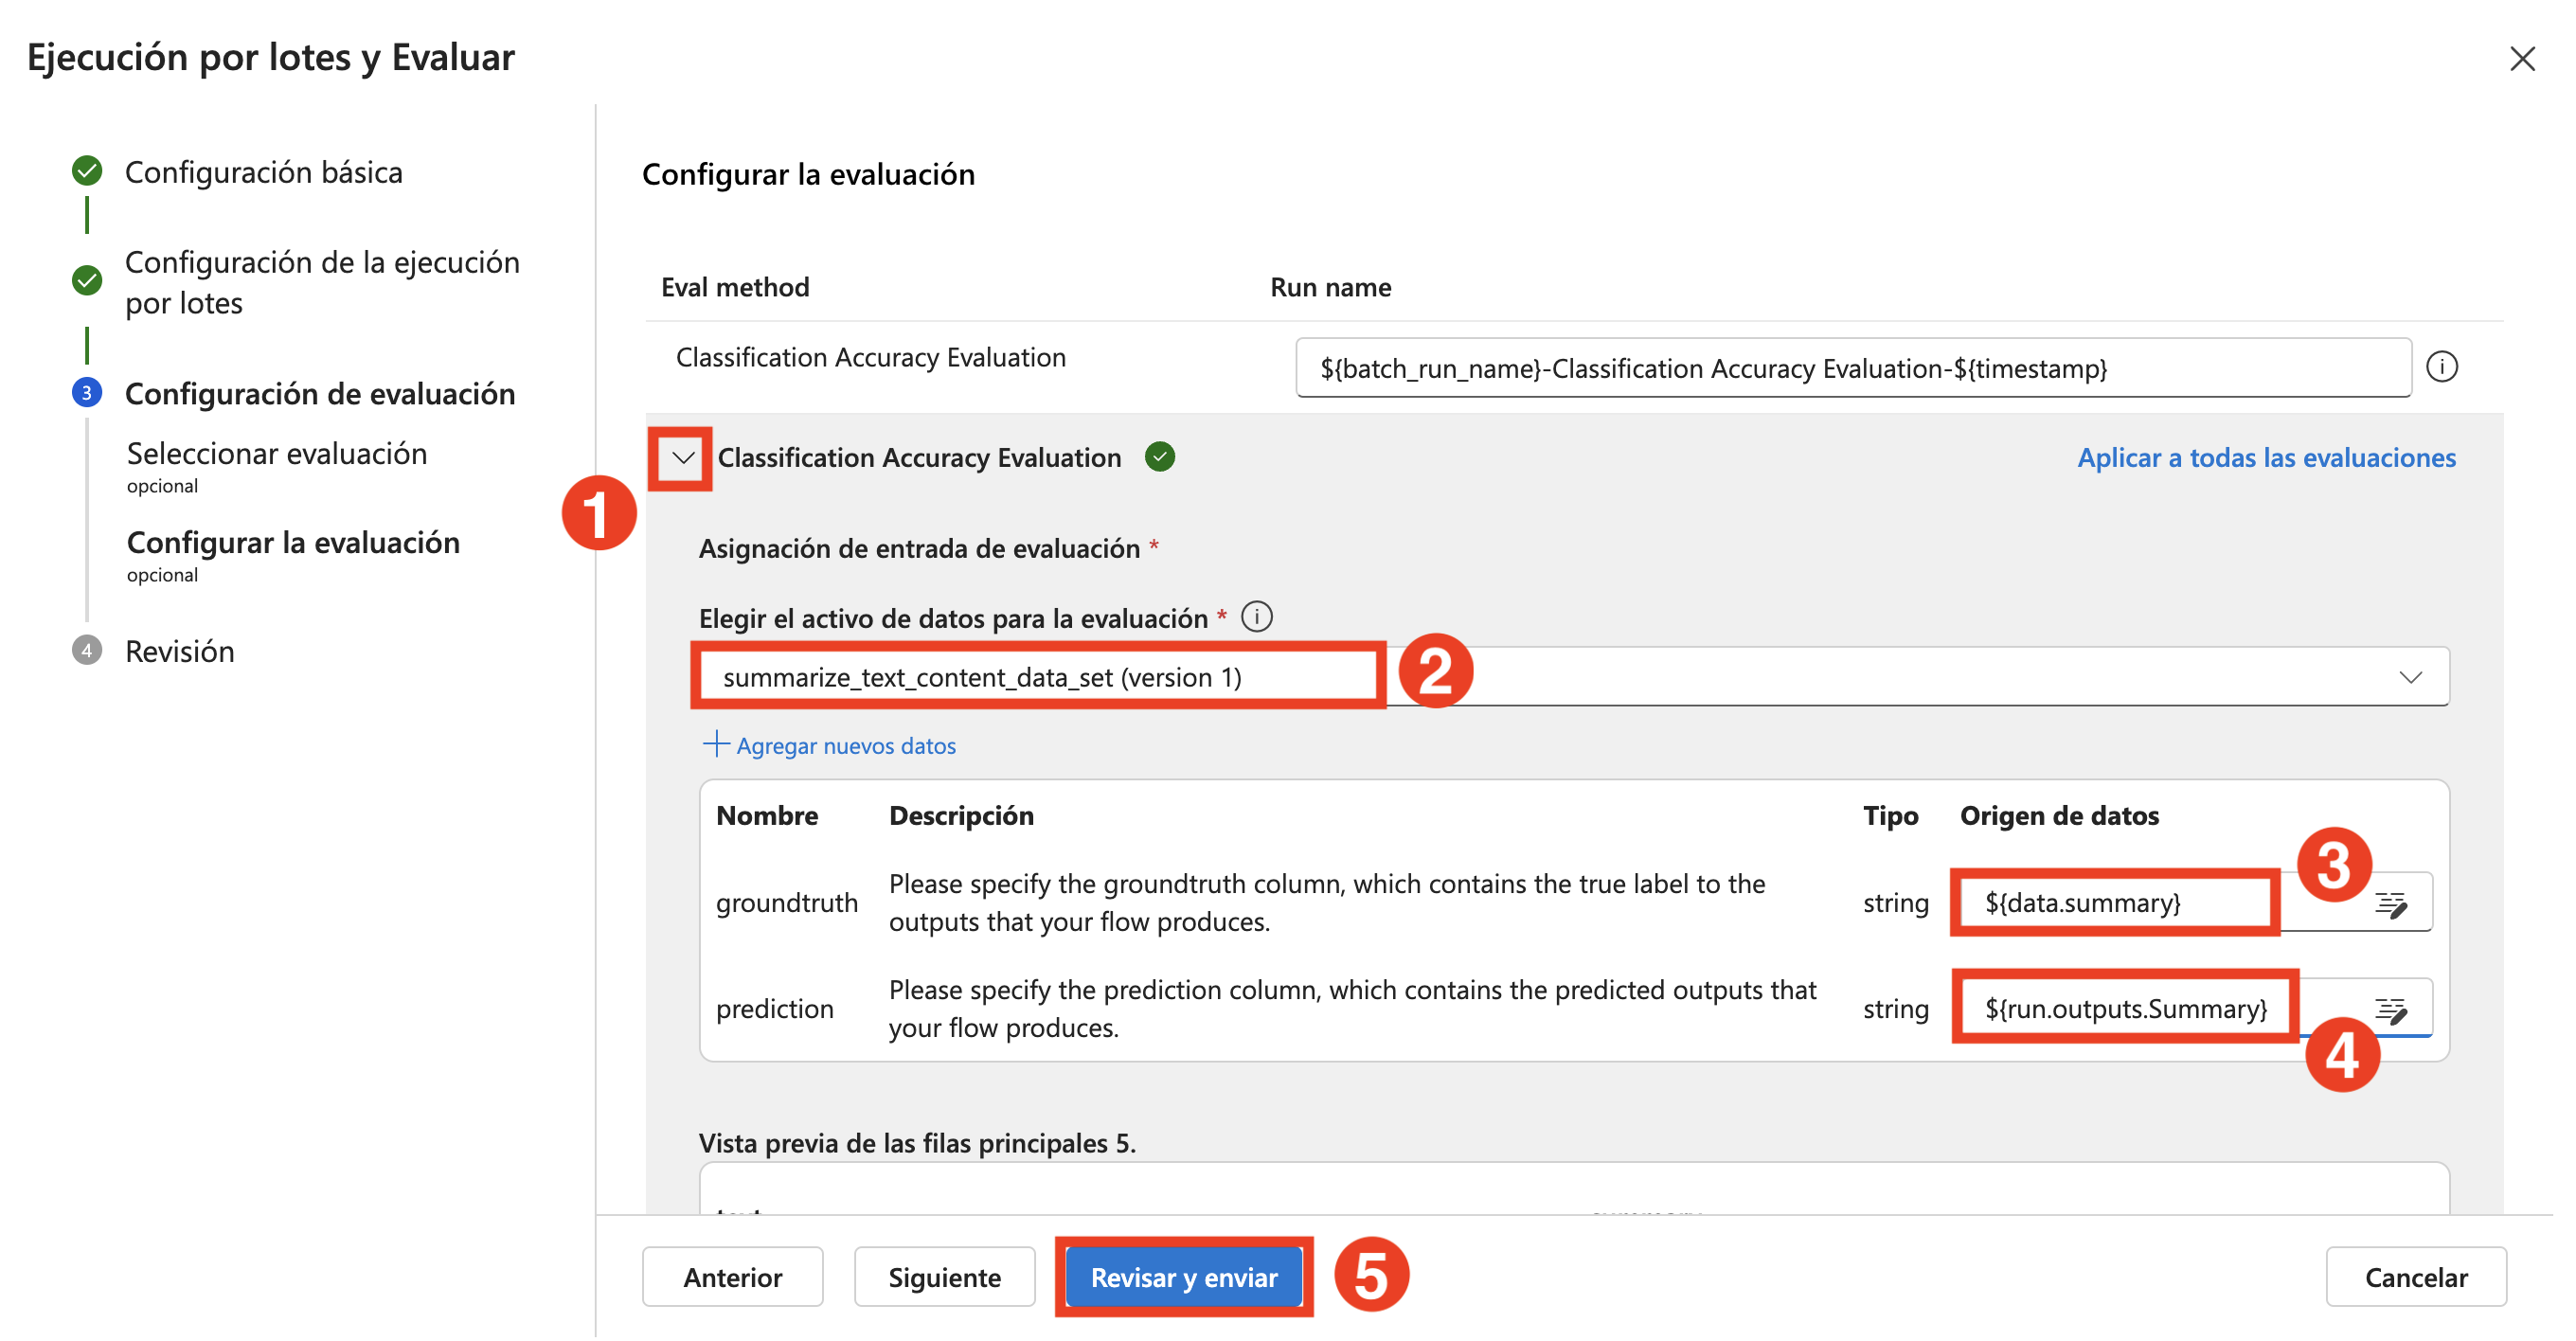 Ejecución por lotes y Evaluar
Configuración básica
Configuración de la ejecución
por lotes
3
Configuración de evaluación
Seleccionar evaluación
opcional
Configurar la evaluación
opcional
4
Revisión
Configurar la evaluación
Eval method
Run name
Classification Accuracy Evaluation
${batch_run_name}-Classification Accuracy Evaluation-${timestamp}
1
Classification Accuracy Evaluation
Aplicar a todas las evaluaciones
Asignación de entrada de evaluación *
Elegir el activo de datos para la evaluación *
summarize_text_content_data_set (version 1)
2
Agregar nuevos datos
Nombre
Descripción
Tipo
Origen de datos
groundtruth
Please specify the groundtruth column, which contains the true label to the
outputs that your flow produces.
string
${data.summary}
3
prediction
Please specify the prediction column, which contains the predicted outputs that
your flow produces.
string
${run.outputs.Summary}
4
Vista previa de las filas principales 5.
Anterior
Siguiente
Revisar y enviar
5
Cancelar